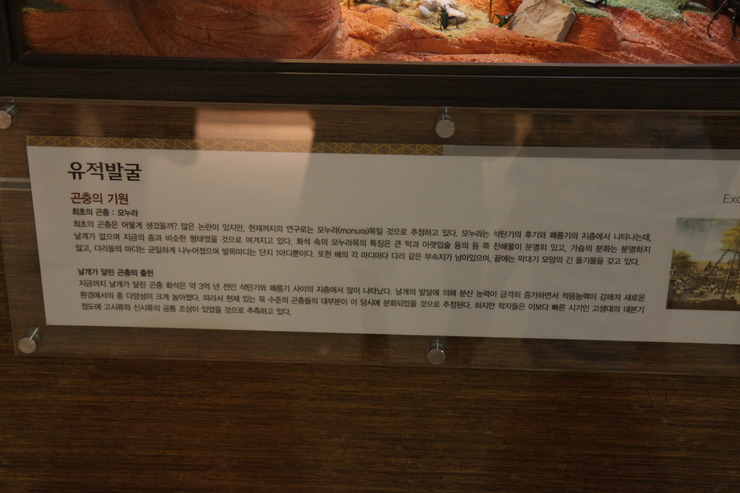 유적발굴
곤충의 기원
최초의 곤충 : 모누라
최초의 곤충은 어떻게 생겼을까? 많은 논란이 있지만, 현재까지의 연구로는 모누라(monura)목일 것으로 추정하고 있다. 모누라는 석탄기의 후기와 페름기의 지층에서 나타나는데,
날개가 없으며 지금의 좀과 비슷한 형태였을 것으로 여겨지고 있다. 화석 속의 모누라목의 특징은 큰 턱과 아랫입술 등의 등 쪽 잔해물이 분명히 있고, 가슴의 분화는 분명하지
않고, 다리들의 마디는 균일하게 나누어졌으며 발목마디는 단지 1마디뿐이다. 또한 배의 각 마디마다 다리 같은 부속지가 남아있으며, 끝에는 막대기 모양의 긴 돌기물을 갖고 있다.
날개가 달린 곤충의 출현
지금까지 날개가 달린 곤충 화석은 약 3억 년 전인 석탄기와 페름기 사이의 지층에서 많이 나타났다. 날개의 발달에 의해 분산 능력이 급격히 증가하면서 적응능력이 강해져 새로운
환경에서의 종 다양성이 크게 높아졌다. 따라서 현재 있는 목 수준의 곤충들의 대부분이 이 당시에 분화되었을 것으로 추정된다. 하지만 학자들은 이보다 빠른 시기인 고생대의 데본기
정도에 고시류와 신시류의 공통 조상이 있었을 것으로 추측하고 있다.